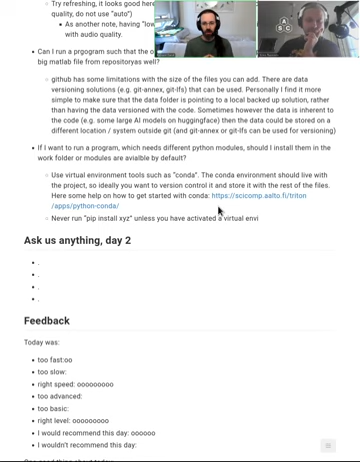 Try refreshing, it looks good here
quality, do not use "auto")
As another note, having "low
with audio quality.
Can I run a prgogram such that the o
big matlab file from repositoryas well?
github has some limitations with the size of the files you can add. There are data
versioning solutions (e.g. git-annex, git-lfs) that can be used. Personally I find it more
simple to make sure that the data folder is pointing to a local backed up solution, rather
than having the data versioned with the code. Sometimes however the data is inherent to
the code (e.g. some large AI models on huggingface) then the data could be stored on a
different location / system outside git (and git-annex or git-lfs can be used for versioning)
If I want to run a program, which needs different python modules, should I install them in the
work folder or modules are avialble by default?
Use virtual environment tools such as "conda". The conda environment should live with
the project, so ideally you want to version control it and store it with the rest of the files.
Here some help on how to get started with conda: https://scicomp.aalto.fi/triton
/apps/python-conda/
Never run "pip install xyz" unless you have activated a virtual envi
Ask us anything, day 2
.
.
.
.
Feedback
Today was:
too fast:oo
too slow:
right speed: ooooooooo
too advanced:
too basic:
right level: ooooooooo
I would recommend this day: oooooo
I wouldn't recommend this day: